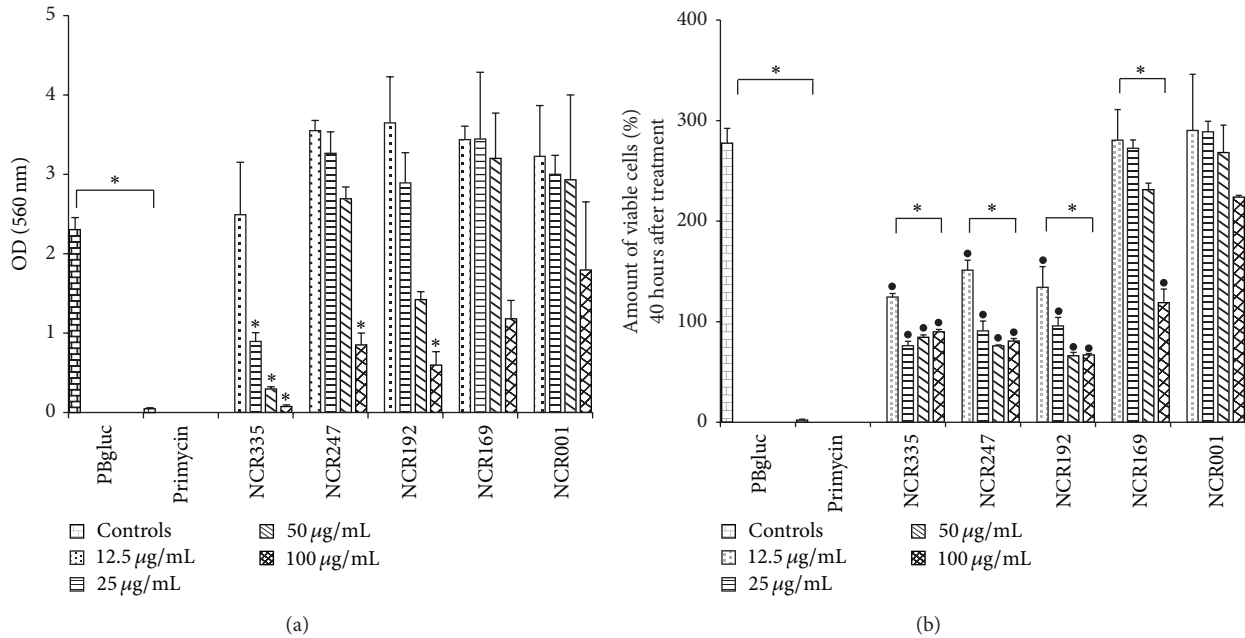 5
4
3
2
1
0
OD (560 nm)
*
*
*
*
*
*
PBgluc
Primycin
NCR335
NCR247
NCR192
NCR169
NCR001
Controls
12.5 μg/mL
25 μg/mL
50 μg/mL
100 μg/mL
(a)
400
300
200
100
0
Amount of viable cells (%)
40 hours after treatment
*
*
*
*
*
PBgluc
Primycin
NCR335
NCR247
NCR192
NCR169
NCR001
Controls
12.5 μg/mL
25 μg/mL
50 μg/mL
100 μg/mL
(b)